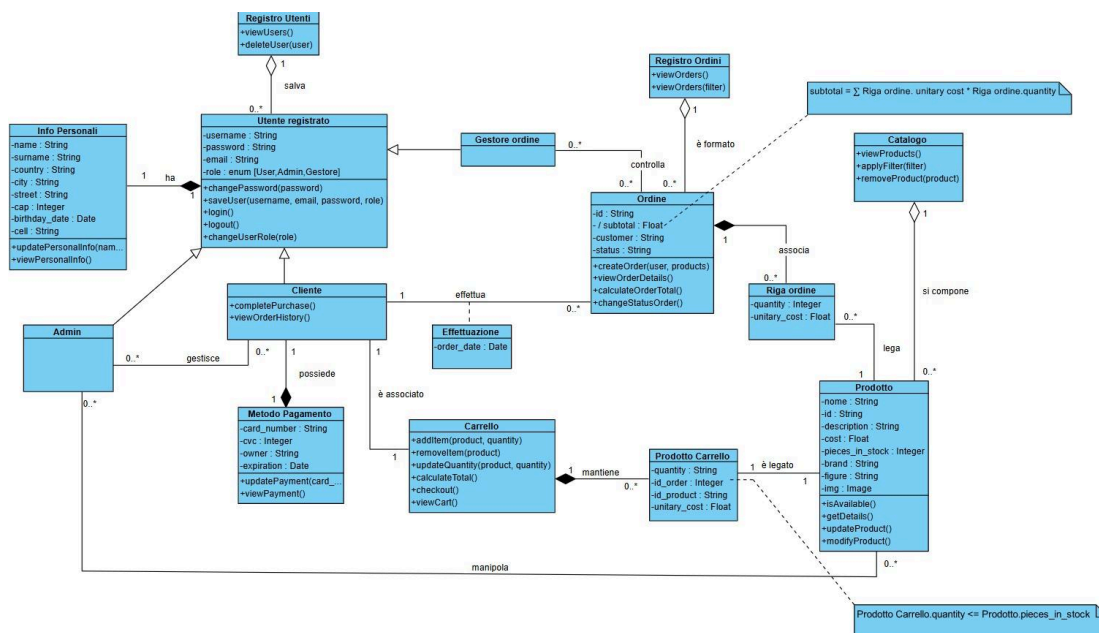 Registro Utenti
+viewUsers()
+deleteUser(user)
1
salva
0..*
Registro Ordini
+viewOrders()
+viewOrders(filter)
1
è formato
0..*
subtotal = ∑ Riga ordine. unitary cost * Riga ordine.quantity
Info Personali
-name : String
-surname : String
-country : String
-city : String
-street : String
-cap : Integer
-birthday_date : Date
-cell : String
+updatePersonalInfo(nam...
+viewPersonalInfo()
1
ha
1
Utente registrato
-username : String
-password : String
-email : String
-role : enum [User,Admin,Gestore]
+changePassword(password)
+saveUser(username, email, password, role)
+login()
+logout()
+changeUserRole(role)
Gestore ordine
0..*
controlla
0..*
Catalogo
+viewProducts()
+applyFilter(filter)
+removeProduct(product)
1
si compone
0..*
Ordine
-id : String
- / subtotal : Float
-customer : String
-status : String
+createOrder(user, products)
+viewOrderDetails()
+calculateOrderTotal()
+changeStatusOrder()
1
associa
0..*
Riga ordine
-quantity : Integer
-unitary_cost : Float
0..*
lega
1
Cliente
+completePurchase()
+viewOrderHistory()
1
effettua
0..*
Effettuazione
-order_date : Date
Admin
0..*
gestisce
0..*
1
possiede
1
1
è associato
1
Metodo Pagamento
-card_number : String
-cvc : Integer
-owner : String
-expiration : Date
+updatePayment(card_...
+viewPayment()
Carrello
+addItem(product, quantity)
+removeItem(product)
+updateQuantity(product, quantity)
+calculateTotal()
+checkout()
+viewCart()
1
mantiene
0..*
Prodotto Carrello
-quantity : String
-id_order : Integer
-id_product : String
-unitary_cost : Float
1
è legato
1
Prodotto
-nome : String
-id : String
-description : String
-cost : Float
-pieces_in_stock : Integer
-brand : String
-figure : String
-img : Image
+isAvailable()
+getDetails()
+updateProduct()
+modifyProduct()
0..*
manipola
0..*
Prodotto Carrello.quantity <= Prodotto.pieces_in_stock